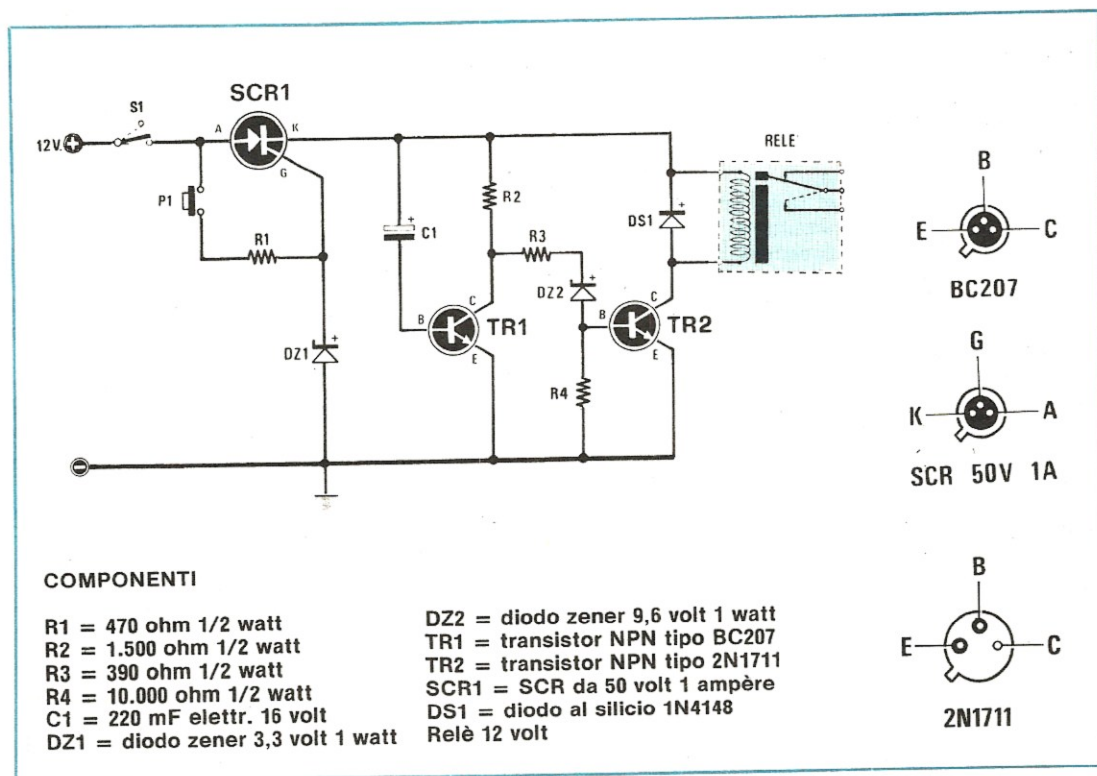 SCR1
S1
A
K
12V.
G
RELE
P1
R1
C1
R2
R3
DS1
DZ2
B
C
TR1
E
B
C
TR2
E
DZ1
R4
B
E
C
BC207
G
K
A
SCR 50V 1A
B
E
C
2N1711
COMPONENTI
R1 = 470 ohm 1/2 watt
R2 = 1.500 ohm 1/2 watt
R3 = 390 ohm 1/2 watt
R4 = 10.000 ohm 1/2 watt
C1 = 220 mF elettr. 16 volt
DZ1 = diodo zener 3,3 volt 1 watt
DZ2 = diodo zener 9,6 volt 1 watt
TR1 = transistor NPN tipo BC207
TR2 = transistor NPN tipo 2N1711
SCR1 = SCR da 50 volt 1 ampère
DS1 = diodo al silicio 1N4148
Relè 12 volt